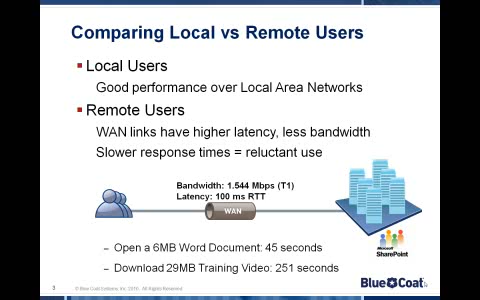 Comparing Local vs Remote Users
Local Users
Good performance over Local Area Networks
Remote Users
WAN links have higher latency, less bandwidth
Slower response times = reluctant use
Bandwidth: 1.544 Mbps (T1)
Latency: 100 ms RTT
WAN
Microsoft
SharePoint
– Open a 6MB Word Document: 45 seconds
– Download 29MB Training Video: 251 seconds
3
© Blue Coat Systems, Inc. 2010. All Rights Reserved.
Blue Coat